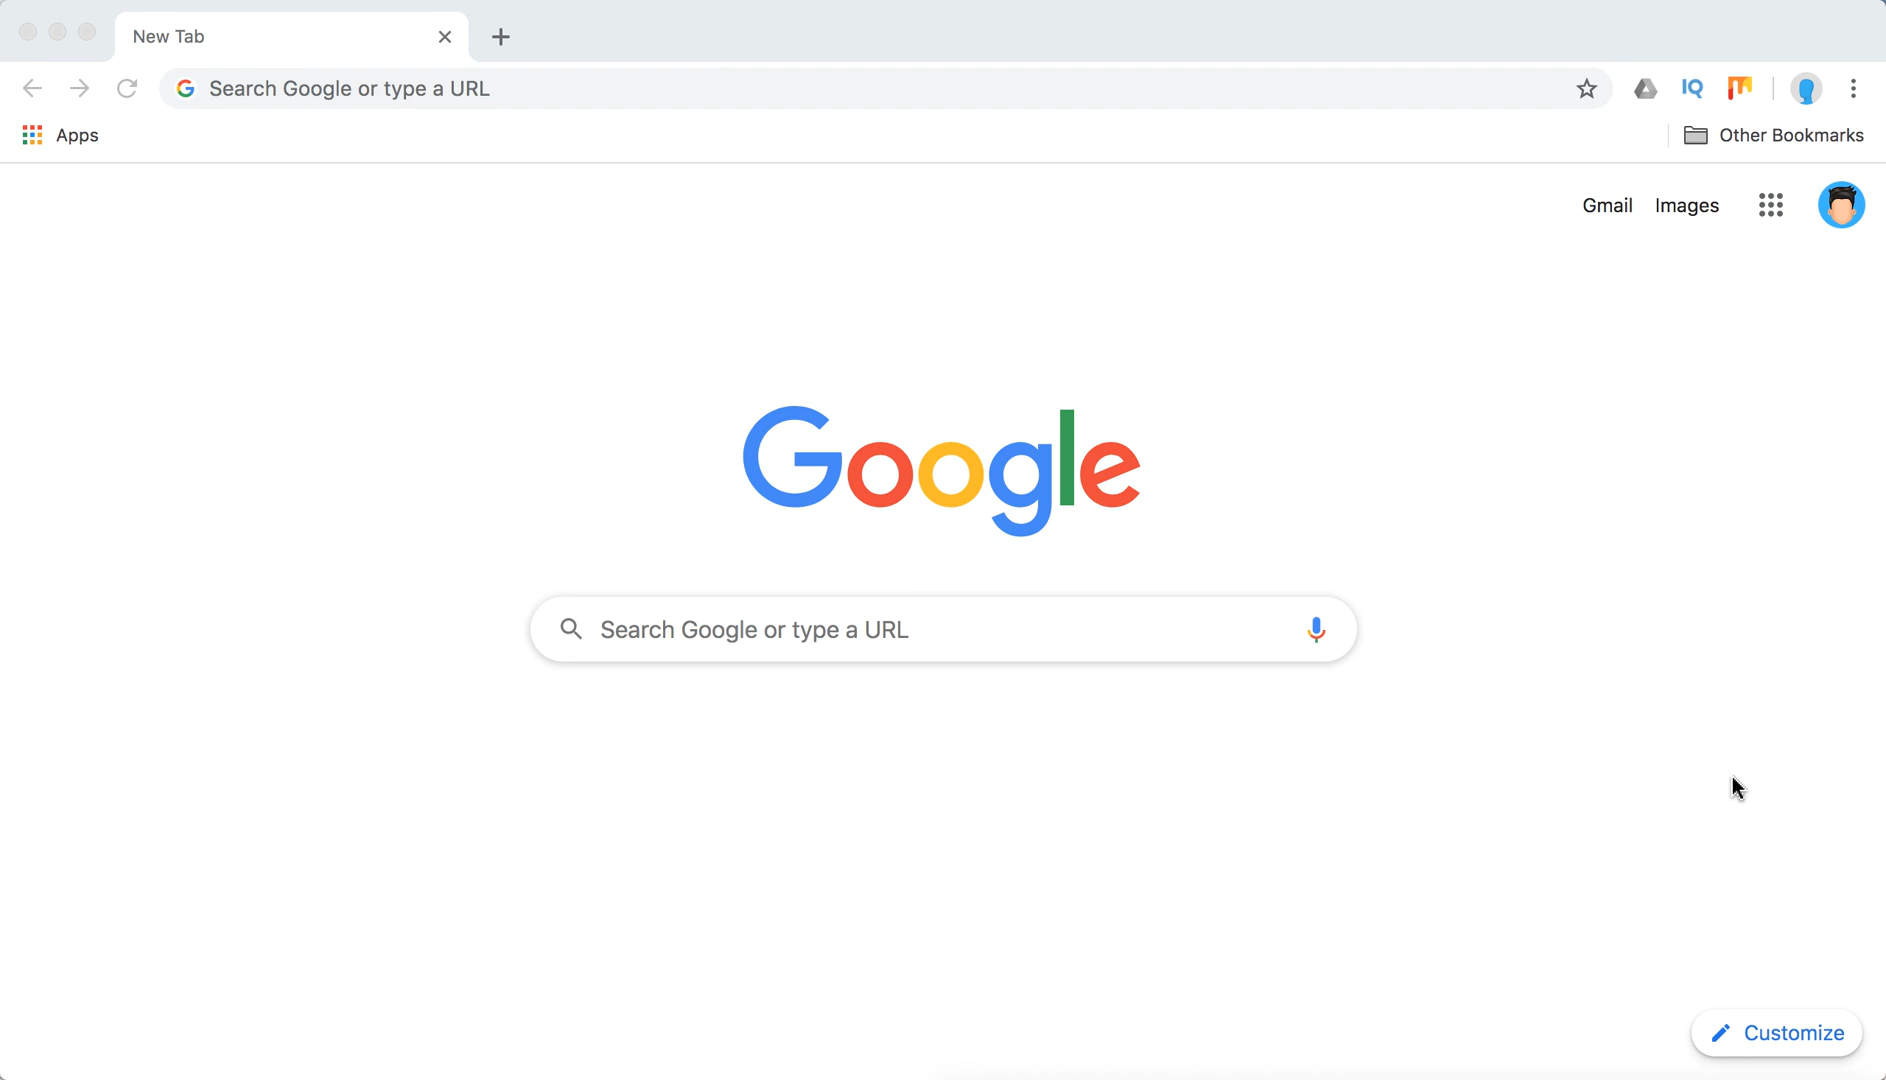 New Tab
Search Google or type a URL
IQ
Apps
Other Bookmarks
Gmail Images
Google
Search Google or type a URL
Customize